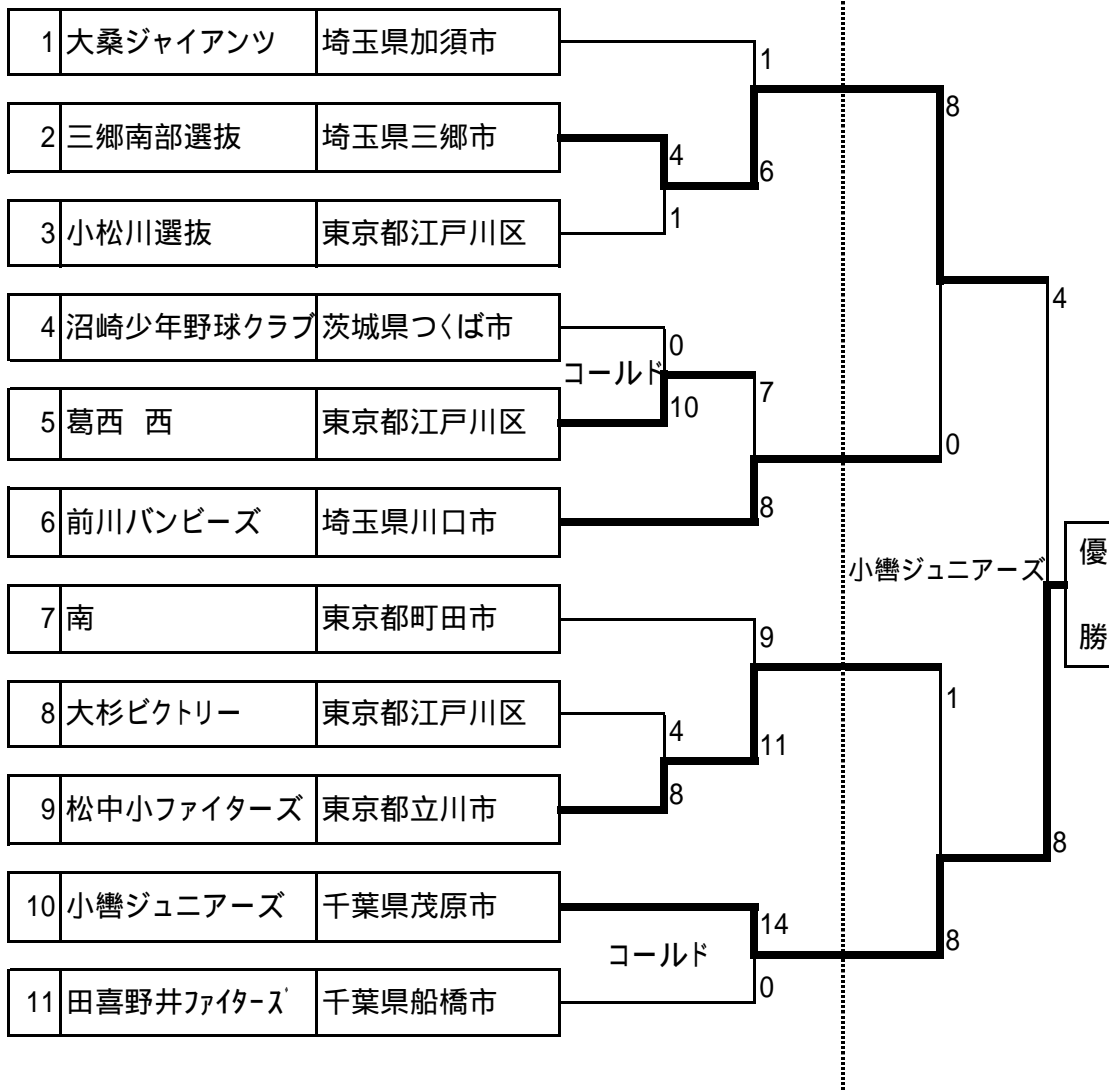 1 大桑ジャイアンツ 埼玉県加須市
1
8
2 三郷南部選抜 埼玉県三郷市
4
6
3 小松川選抜 東京都江戸川区
1
4
4 沼崎少年野球クラブ 茨城県つくば市
0
コールド
7
5 葛西 西 東京都江戸川区
10
0
6 前川バンビーズ 埼玉県川口市
8
小轡ジュニアーズ
優
勝
7 南 東京都町田市
9
1
8 大杉ビクトリー 東京都江戸川区
4
11
9 松中小ファイターズ 東京都立川市
8
8
10 小轡ジュニアーズ 千葉県茂原市
14
8
コールド
11 田喜野井ファイターズ 千葉県船橋市
0